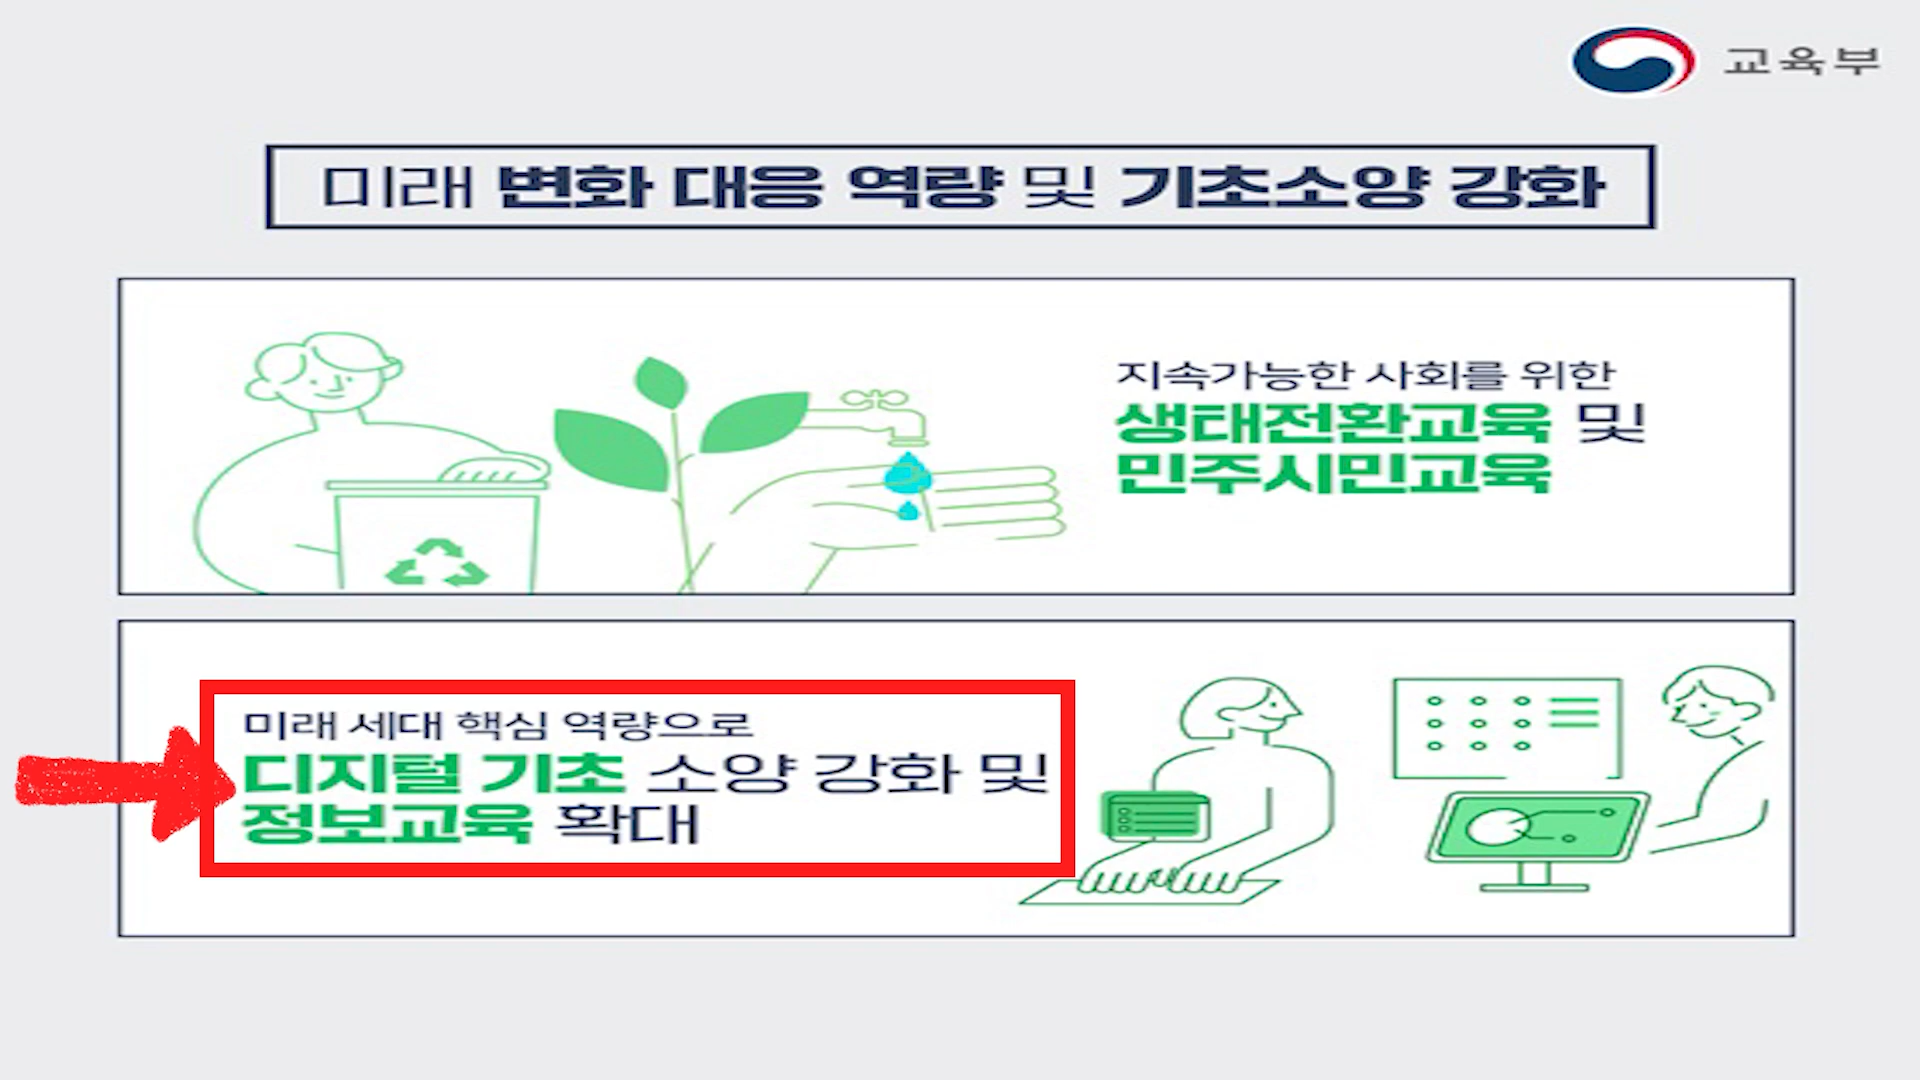 교육부
미래 변화 대응 역량 및 기초소양 강화
지속가능한 사회를 위한
생태전환교육 및
민주시민교육
미래 세대 핵심 역량으로
디지털 기초 소양 강화 및
정보교육 확대